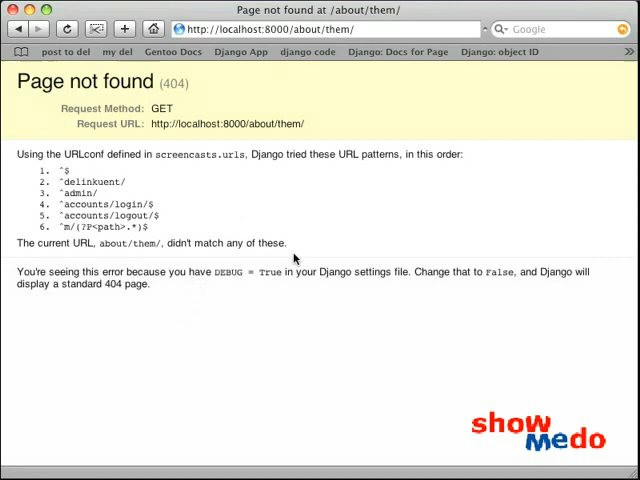 Page not found at /about/them/
http://localhost:8000/about/them/
Google
post to del
my del
Gentoo Docs
Django App
django code
Django: Docs for Page
Django: object ID
Page not found (404)
Request Method: GET
Request URL: http://localhost:8000/about/them/
Using the URLconf defined in screencasts.urls, Django tried these URL patterns, in this order:
1. ^$
2. ^delinkuent/
3. ^admin/
4. ^accounts/login/$
5. ^accounts/logout/$
6. ^m/(?P<path>.*)$
The current URL, about/them/, didn't match any of these.
You're seeing this error because you have DEBUG = True in your Django settings file. Change that to False, and Django will
display a standard 404 page.
show
medo